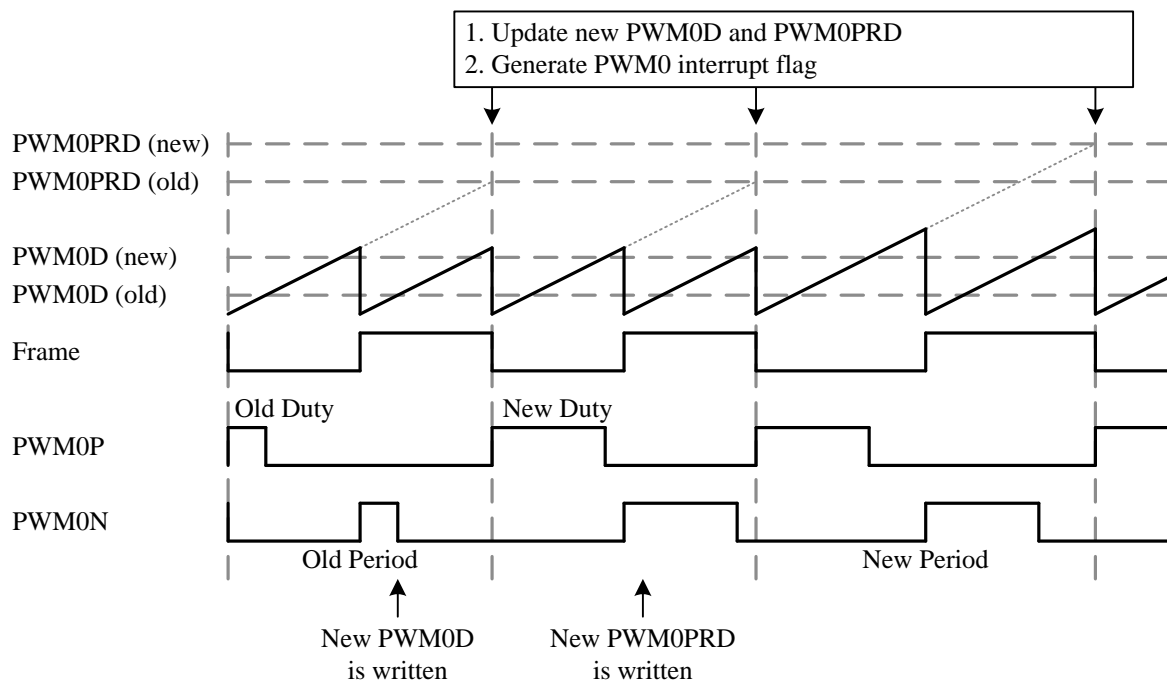 1. Update new PWM0D and PWM0PRD
2. Generate PWM0 interrupt flag
PWM0PRD (new)
PWM0PRD (old)
PWM0D (new)
PWM0D (old)
Frame
Old Duty
New Duty
PWM0P
PWM0N
Old Period
New Period
New PWM0D
is written
New PWM0PRD
is written